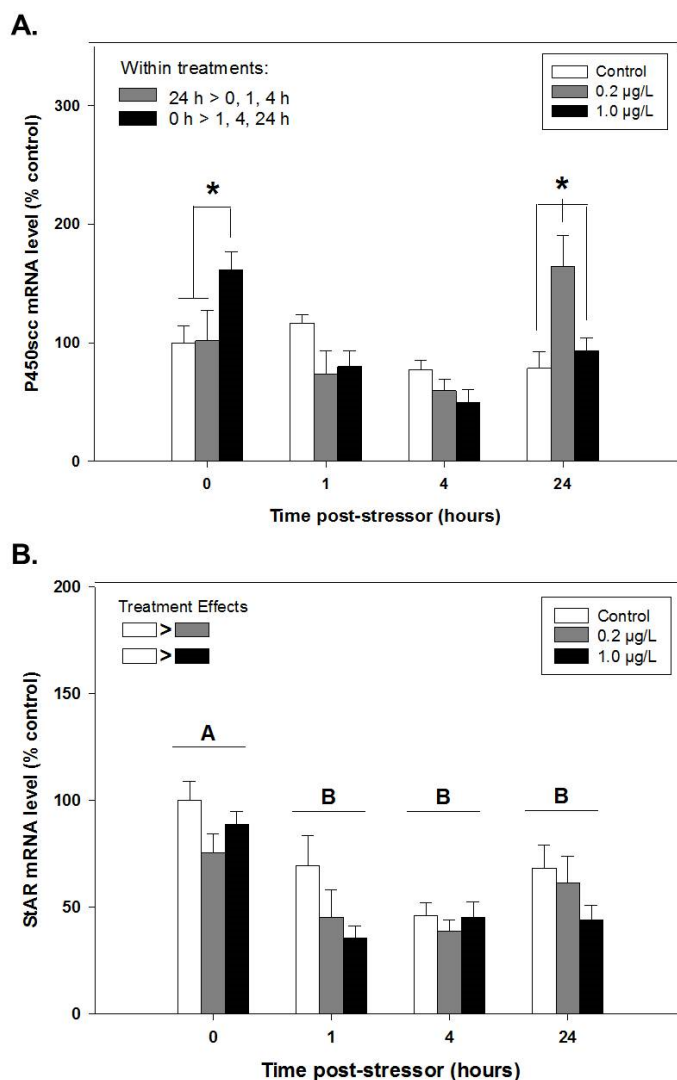 A.
Within treatments:
24 h > 0, 1, 4 h
0 h > 1, 4, 24 h
Control
0.2 µg/L
1.0 µg/L
P450scc mRNA level (% control)
300
200
100
0
*
*
0 1 4 24
Time post-stressor (hours)
B.
Treatment Effects
>
>
Control
0.2 µg/L
1.0 µg/L
StAR mRNA level (% control)
200
150
100
50
0
A
B B B
0 1 4 24
Time post-stressor (hours)